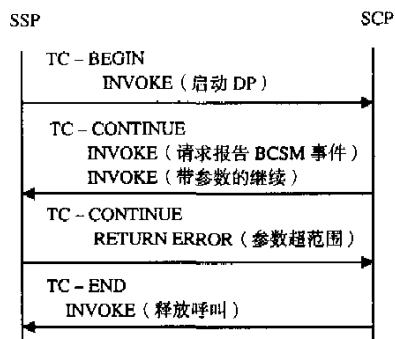 SSP SCP
TC – BEGIN
INVOKE（启动 DP）
TC – CONTINUE
INVOKE（请求报告 BCSM 事件）
INVOKE（带参数的继续）
TC – CONTINUE
RETURN ERROR（参数超范围）
TC – END
INVOKE（释放呼叫）